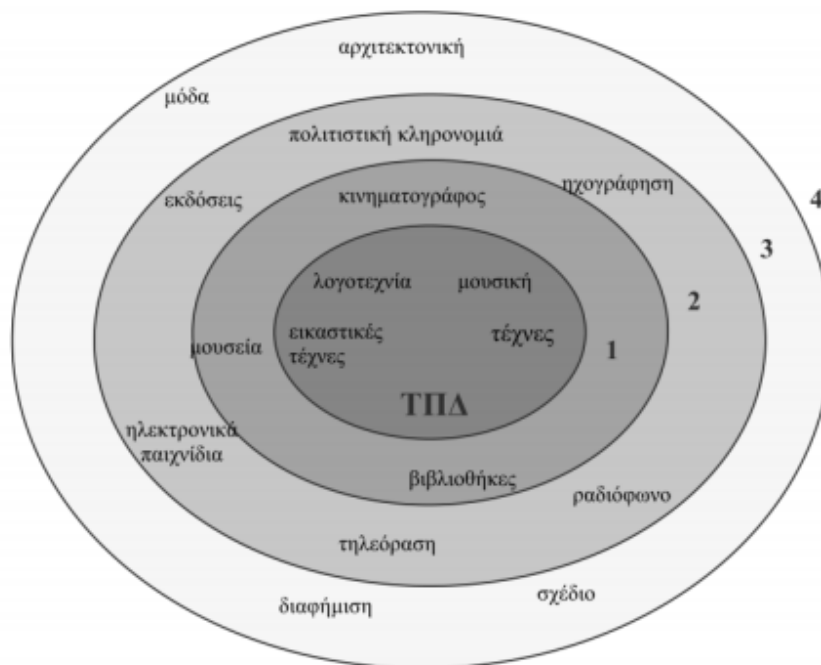 αρχιτεκτονική
μόδα
πολιτιστική κληρονομιά
εκδόσεις
κινηματογράφος
ηχογράφηση
4
3
λογοτεχνία
μουσική
2
μουσεία
εικαστικές
τέχνες
τέχνες
1
ΤΠΔ
ηλεκτρονικά
παιχνίδια
βιβλιοθήκες
ραδιόφωνο
τηλεόραση
διαφήμιση
σχέδιο